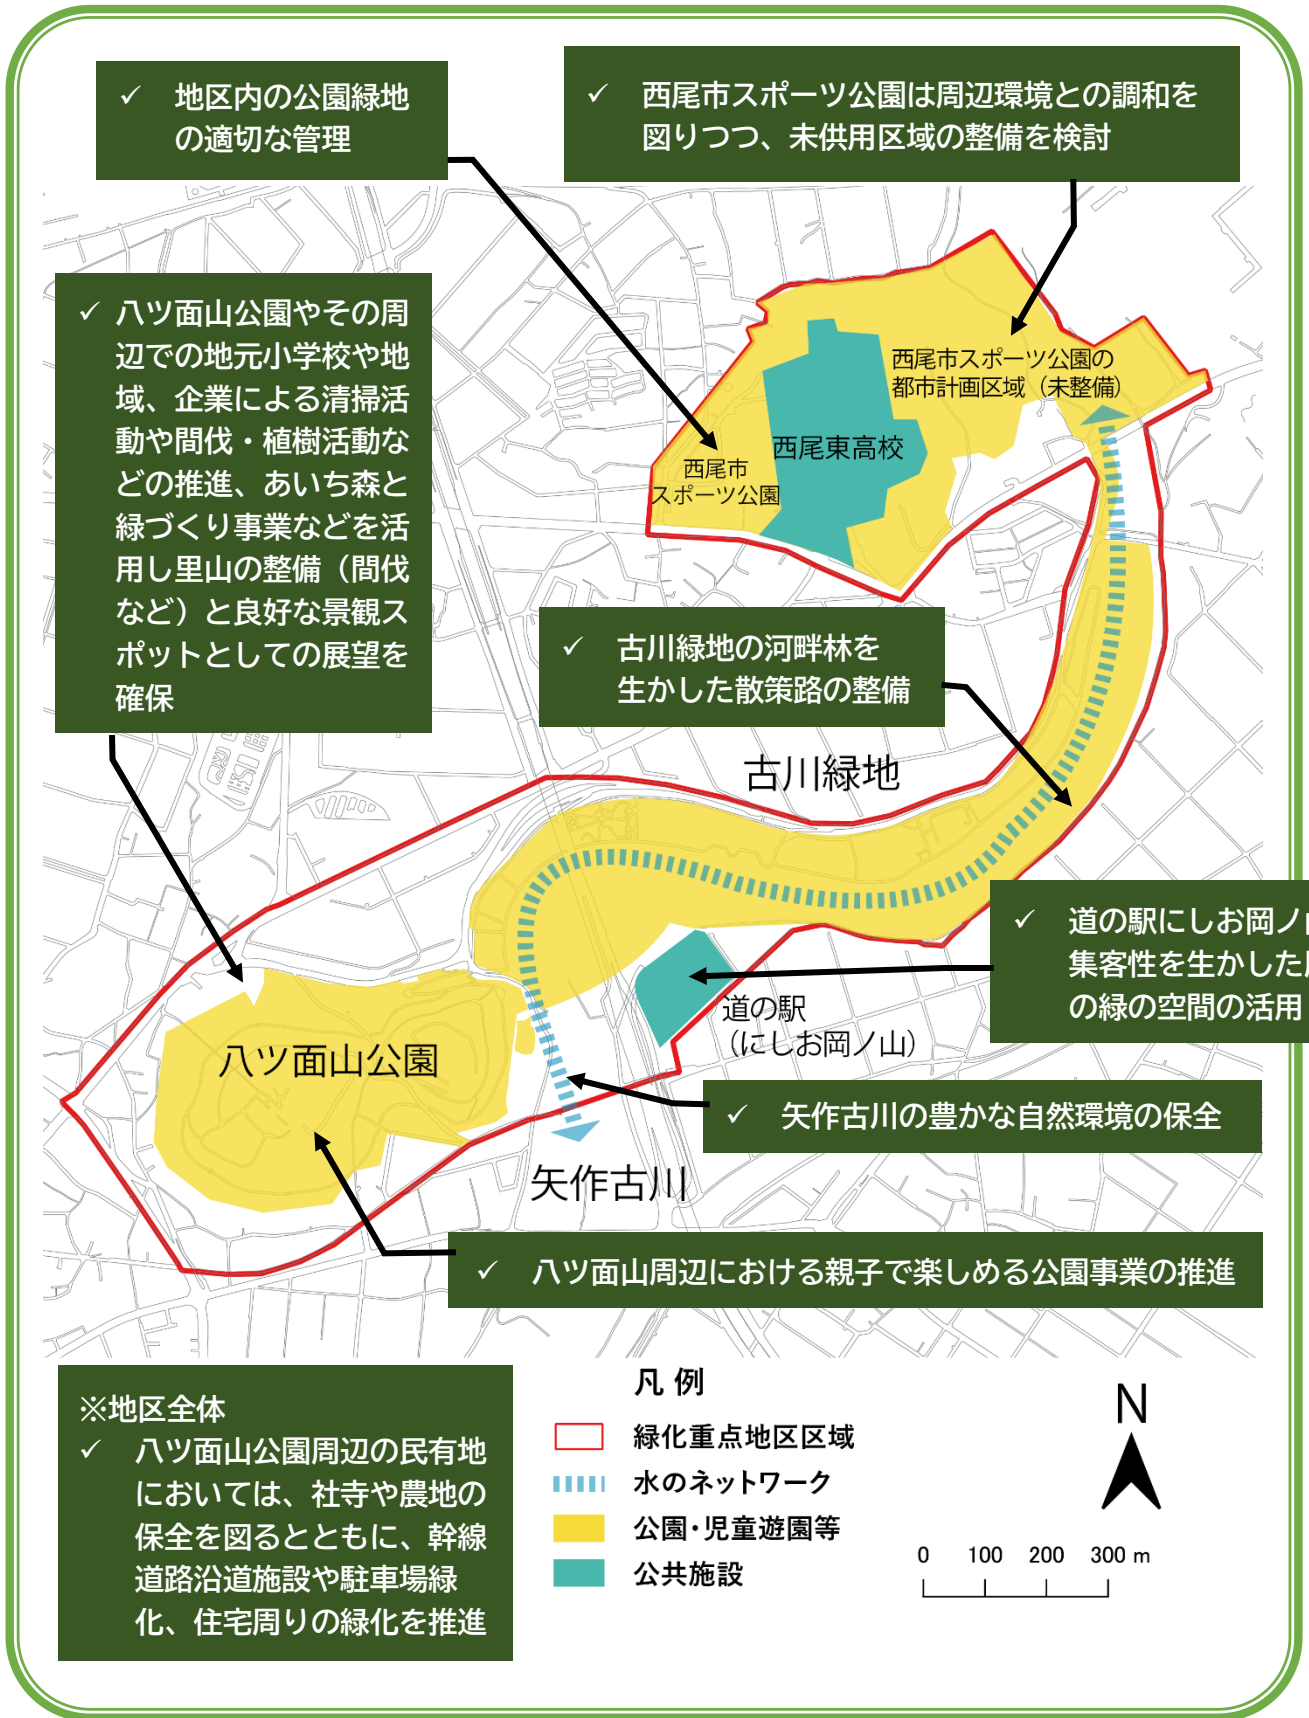 ✓ 地区内の公園緑地
の適切な管理
✓ 西尾市スポーツ公園は周辺環境との調和を
図りつつ、未供用区域の整備を検討
✓ 八ツ面山公園やその周
辺での地元小学校や地
域、企業による清掃活
動や間伐・植樹活動な
どの推進、あいち森と
緑づくり事業などを活
用し里山の整備（間伐
など）と良好な景観ス
ポットとしての展望を
確保
西尾市スポーツ公園の
都市計画区域（未整備）
西尾東高校
西尾市
スポーツ公園
✓ 古川緑地の河畔林を
生かした散策路の整備
古川緑地
✓ 道の駅にしお岡ノ
集客性を生かした
の緑の空間の活用
道の駅
（にしお岡ノ山）
八ツ面山公園
✓ 矢作古川の豊かな自然環境の保全
矢作古川
✓ 八ツ面山周辺における親子で楽しめる公園事業の推進
※地区全体
✓ 八ツ面山公園周辺の民有地
においては、社寺や農地の
保全を図るとともに、幹線
道路沿道施設や駐車場緑
化、住宅周りの緑化を推進
凡 例
緑化重点地区区域
水のネットワーク
公園・児童遊園等
公共施設
N
0 100 200 300 m